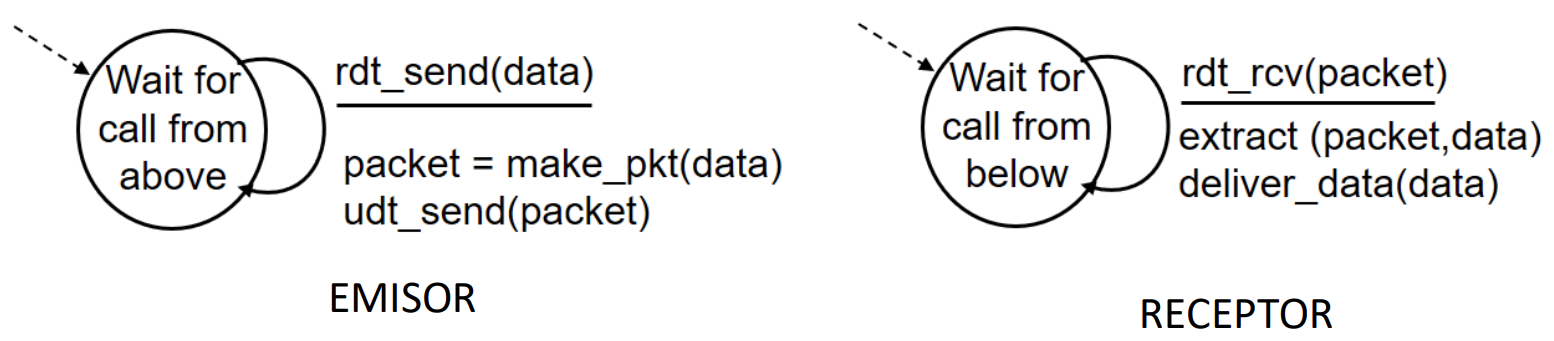 Wait for
call from
above
rdt_send(data)
packet = make_pkt(data)
udt_send(packet)
EMISOR
Wait for
call from
below
rdt_rcv(packet)
extract (packet,data)
deliver_data(data)
RECEPTOR